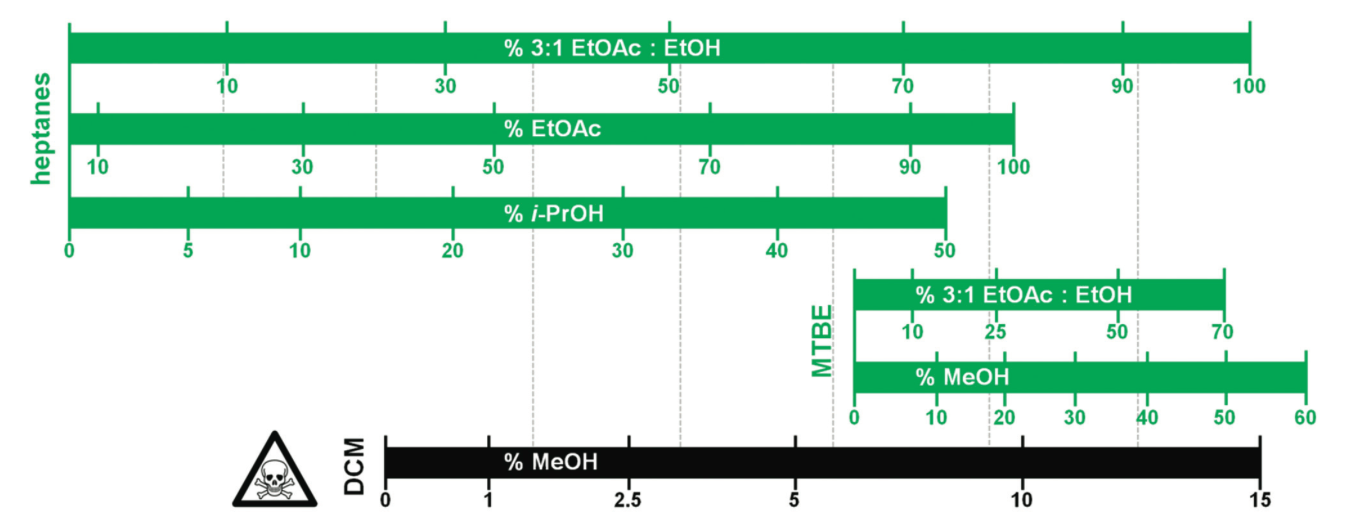 heptanes
% 3:1 EtOAc : EtOH
10 30 50 70 90 100
% EtOAc
10 30 50 70 90 100
% i-PrOH
0 5 10 20 30 40 50
MTBE
% 3:1 EtOAc : EtOH
10 25 50 70
% MeOH
0 10 20 30 40 50 60
DCM
% MeOH
0 1 2.5 5 10 15